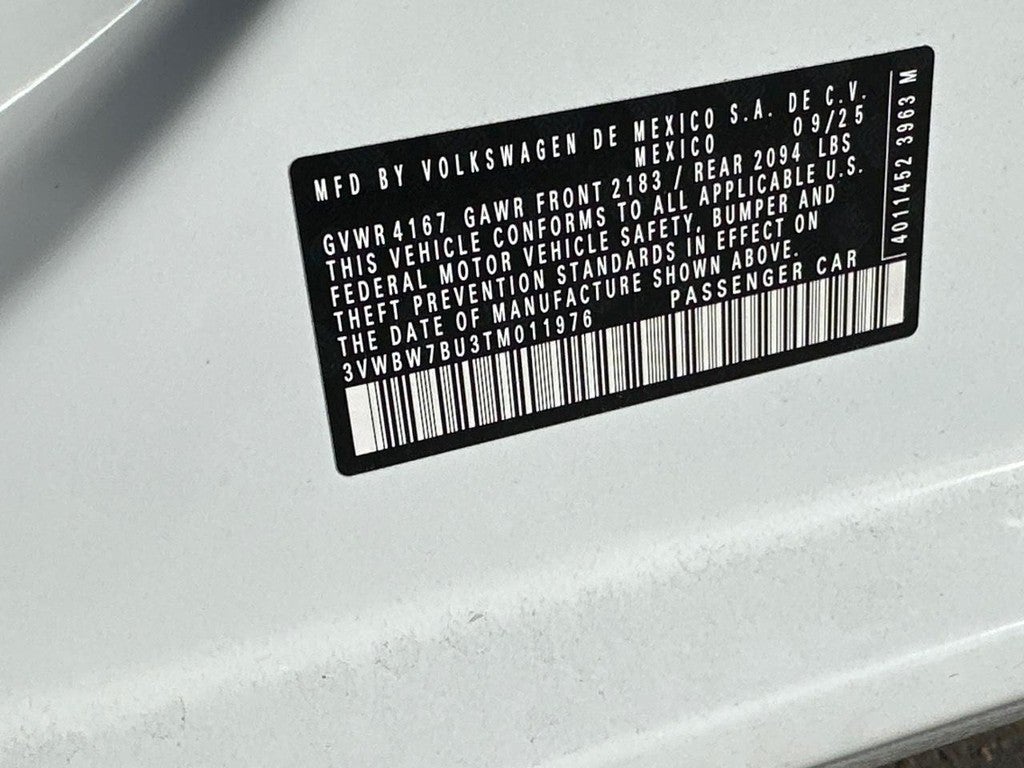 MFD BY VOLKSWAGEN DE MEXICO S.A. DE C.V.
MEXICO 09/25
GVWR 4167 GAWR FRONT 2183 / REAR 2094 LBS
THIS VEHICLE CONFORMS TO ALL APPLICABLE U.S.
FEDERAL MOTOR VEHICLE SAFETY, BUMPER AND
THEFT PREVENTION STANDARDS IN EFFECT ON
THE DATE OF MANUFACTURE SHOWN ABOVE.
3VWBW7BU3TM011976 PASSENGER CAR
4011452 3963 M